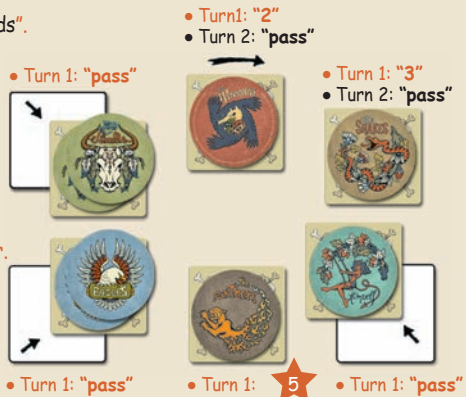 ds".
• Turn1: "2"
• Turn 2: "pass"
• Turn 1: "pass"
• Turn 1: "3"
• Turn 2: "pass"
SNAKES
r.
• Turn 1: "pass"
• Turn 1: 5
• Turn 1: "pass"